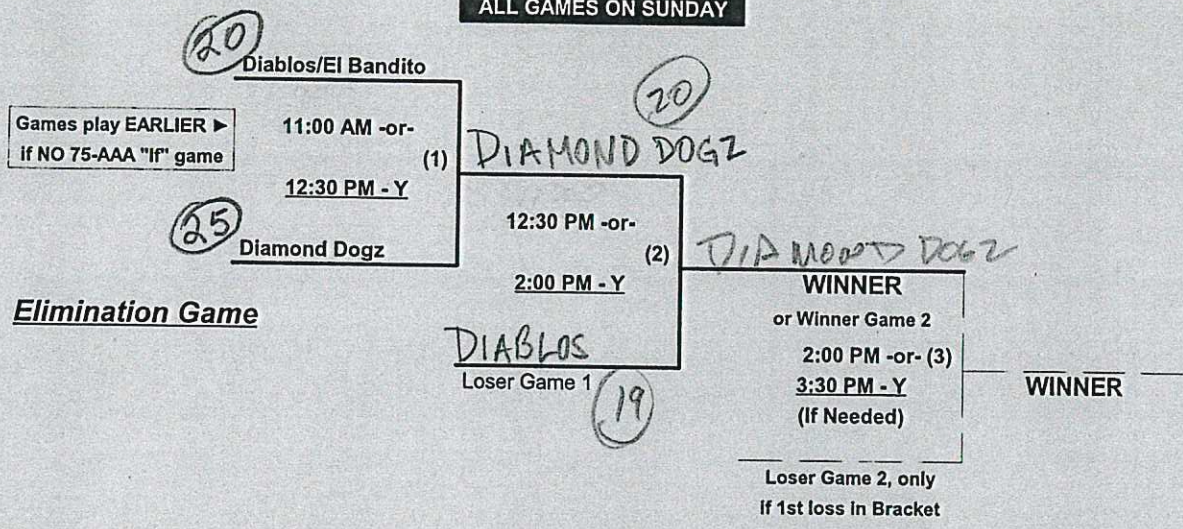 ALL GAMES ON SUNDAY
20
Diablos/El Bandito
Games play EARLIER ►
if NO 75-AAA "If" game
11:00 AM -or-
(1)
12:30 PM - Y
25
Diamond Dogz
Elimination Game
20
DIAMOND DOGZ
12:30 PM -or-
(2)
2:00 PM - Y
DIABLOS
Loser Game 1
19
DIAMOND DOGZ
WINNER
or Winner Game 2
2:00 PM -or- (3)
3:30 PM - Y
(If Needed)
Loser Game 2, only
If 1st loss in Bracket
WINNER